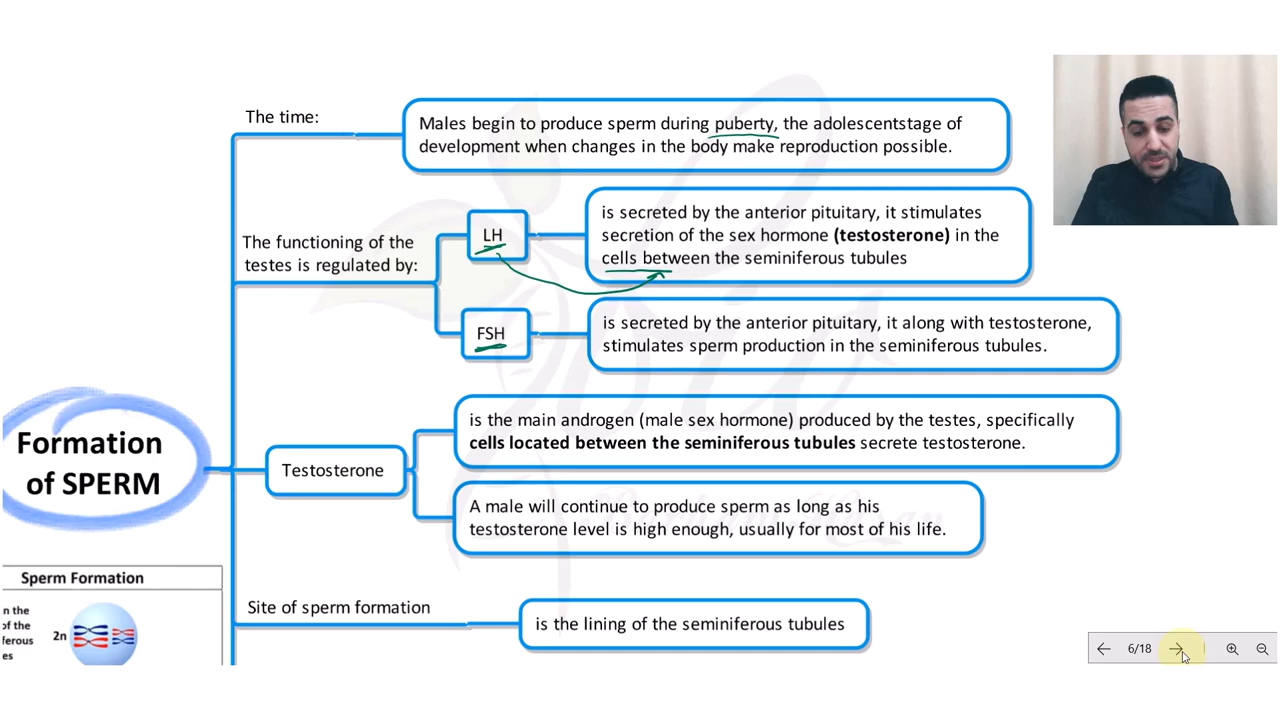 The time:
Males begin to produce sperm during puberty, the adolescentstage of
development when changes in the body make reproduction possible.
The functioning of the
testes is regulated by:
LH
is secreted by the anterior pituitary, it stimulates
secretion of the sex hormone (testosterone) in the
cells between the seminiferous tubules
FSH
is secreted by the anterior pituitary, it along with testosterone,
stimulates sperm production in the seminiferous tubules.
Formation
of SPERM
Testosterone
is the main androgen (male sex hormone) produced by the testes, specifically
cells located between the seminiferous tubules secrete testosterone.
A male will continue to produce sperm as long as his
testosterone level is high enough, usually for most of his life.
Site of sperm formation
is the lining of the seminiferous tubules
Sperm Formation
n the
of the
ferous
es
2n
6/18